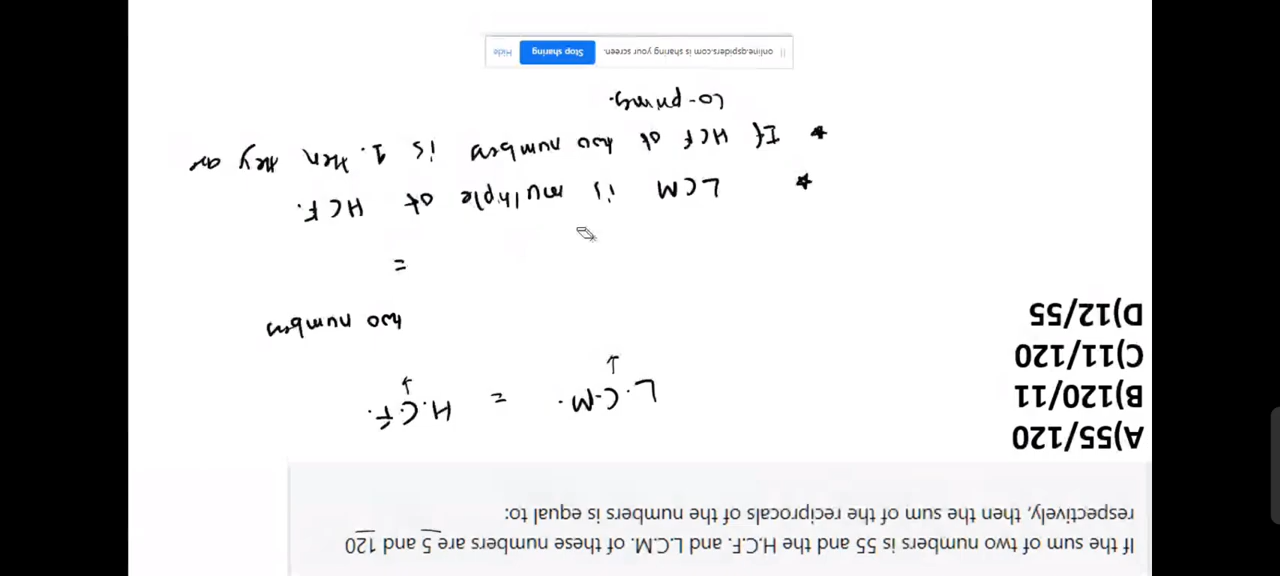 If the sum of two numbers is 55 and the H.C.F. and L.C.M. of these numbers are 5 and 120
respectively, then the sum of the reciprocals of the numbers is equal to:
A)55/120
B)120/11
C)11/120
D)12/55
L.C.M. = H.C.F.
↓ ↓
two numbers
=
* LCM is multiple of HCF.
* If HCF of two numbers is 1. then they are
co-primes.
|| online.qspiders.com is sharing your screen. Stop sharing Hide